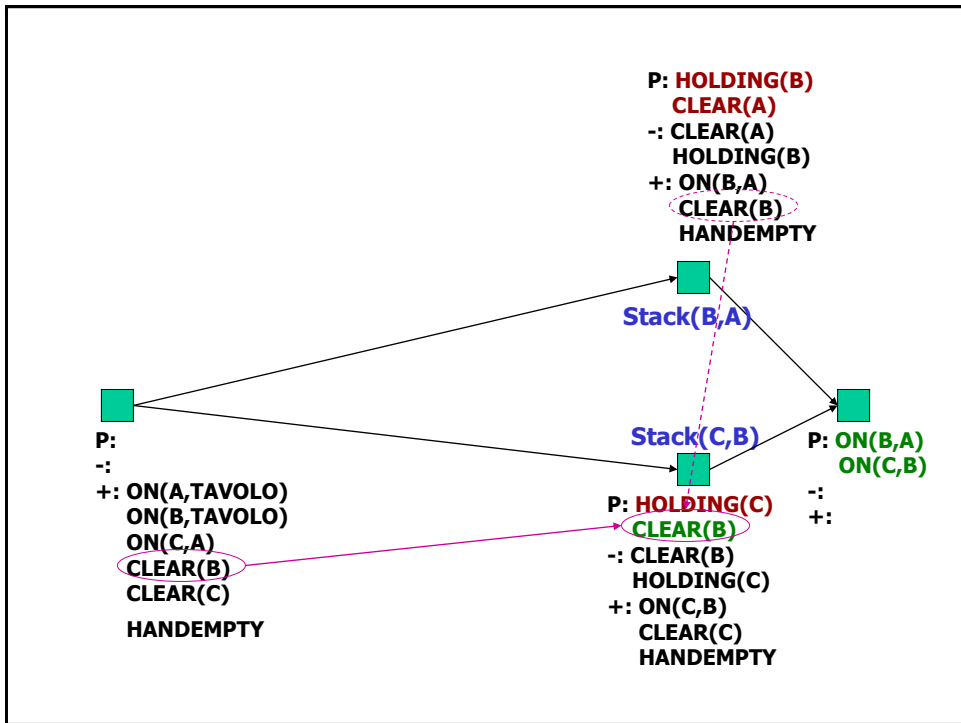 P: HOLDING(B)
CLEAR(A)
-: CLEAR(A)
HOLDING(B)
+: ON(B,A)
CLEAR(B)
HANDEMPTY
Stack(B,A)
P:
-:
+: ON(A,TAVOLO)
ON(B,TAVOLO)
ON(C,A)
CLEAR(B)
CLEAR(C)
HANDEMPTY
Stack(C,B)
P: HOLDING(C)
CLEAR(B)
-: CLEAR(B)
HOLDING(C)
+: ON(C,B)
CLEAR(C)
HANDEMPTY
P: ON(B,A)
ON(C,B)
-:
+: